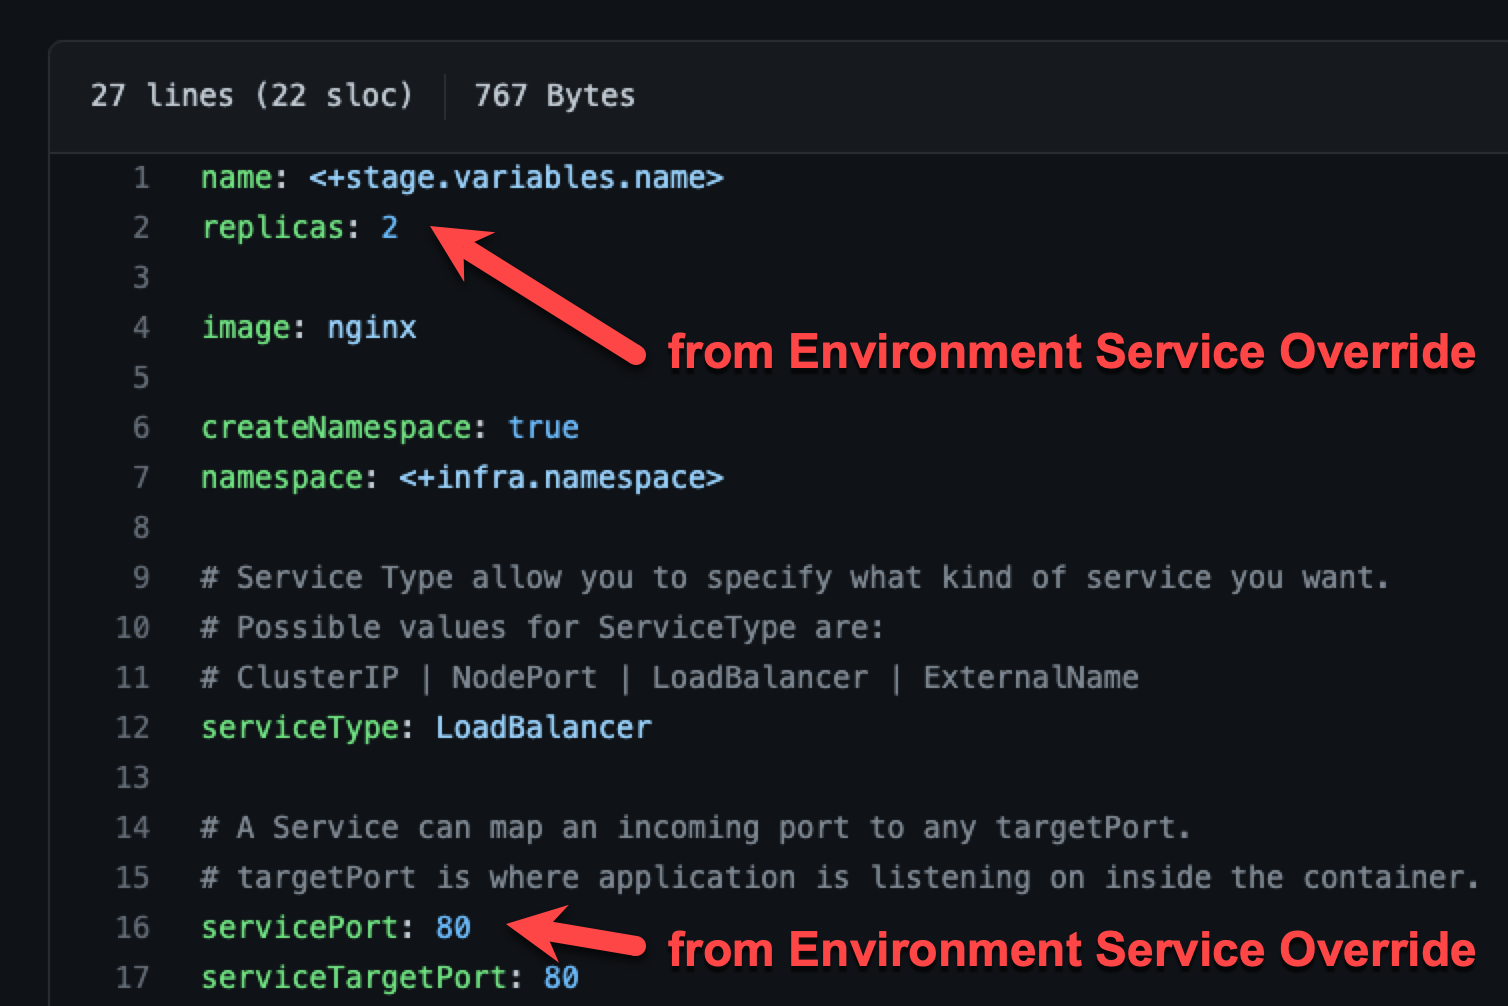 27 lines (22 sloc) 767 Bytes
1 name: <+stage.variables.name>
2 replicas: 2
3
from Environment Service Override
4 image: nginx
5
6 createNamespace: true
7 namespace: <+infra.namespace>
8
9 # Service Type allow you to specify what kind of service you want.
10 # Possible values for ServiceType are:
11 # ClusterIP | NodePort | LoadBalancer | ExternalName
12 serviceType: LoadBalancer
13
14 # A Service can map an incoming port to any targetPort.
15 # targetPort is where application is listening on inside the container.
16 servicePort: 80
from Environment Service Override
17 serviceTargetPort: 80